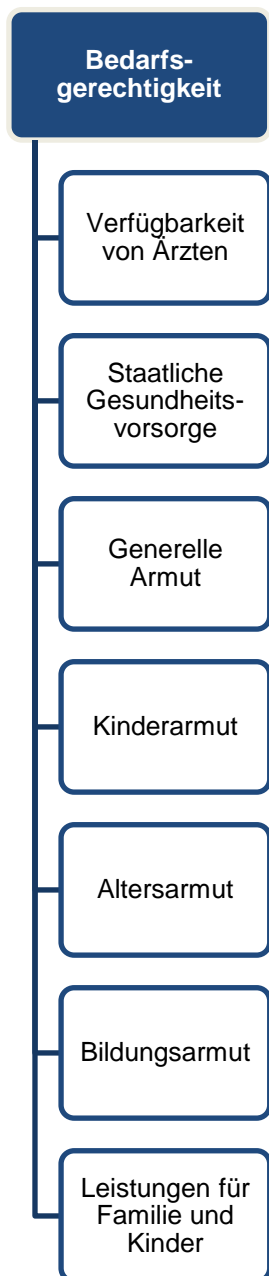 Bedarfs-
gerechtigkeit
Verfügbarkeit
von Ärzten
Staatliche
Gesundheits-
vorsorge
Generelle
Armut
Kinderarmut
Altersarmut
Bildungsarmut
Leistungen für
Familie und
Kinder